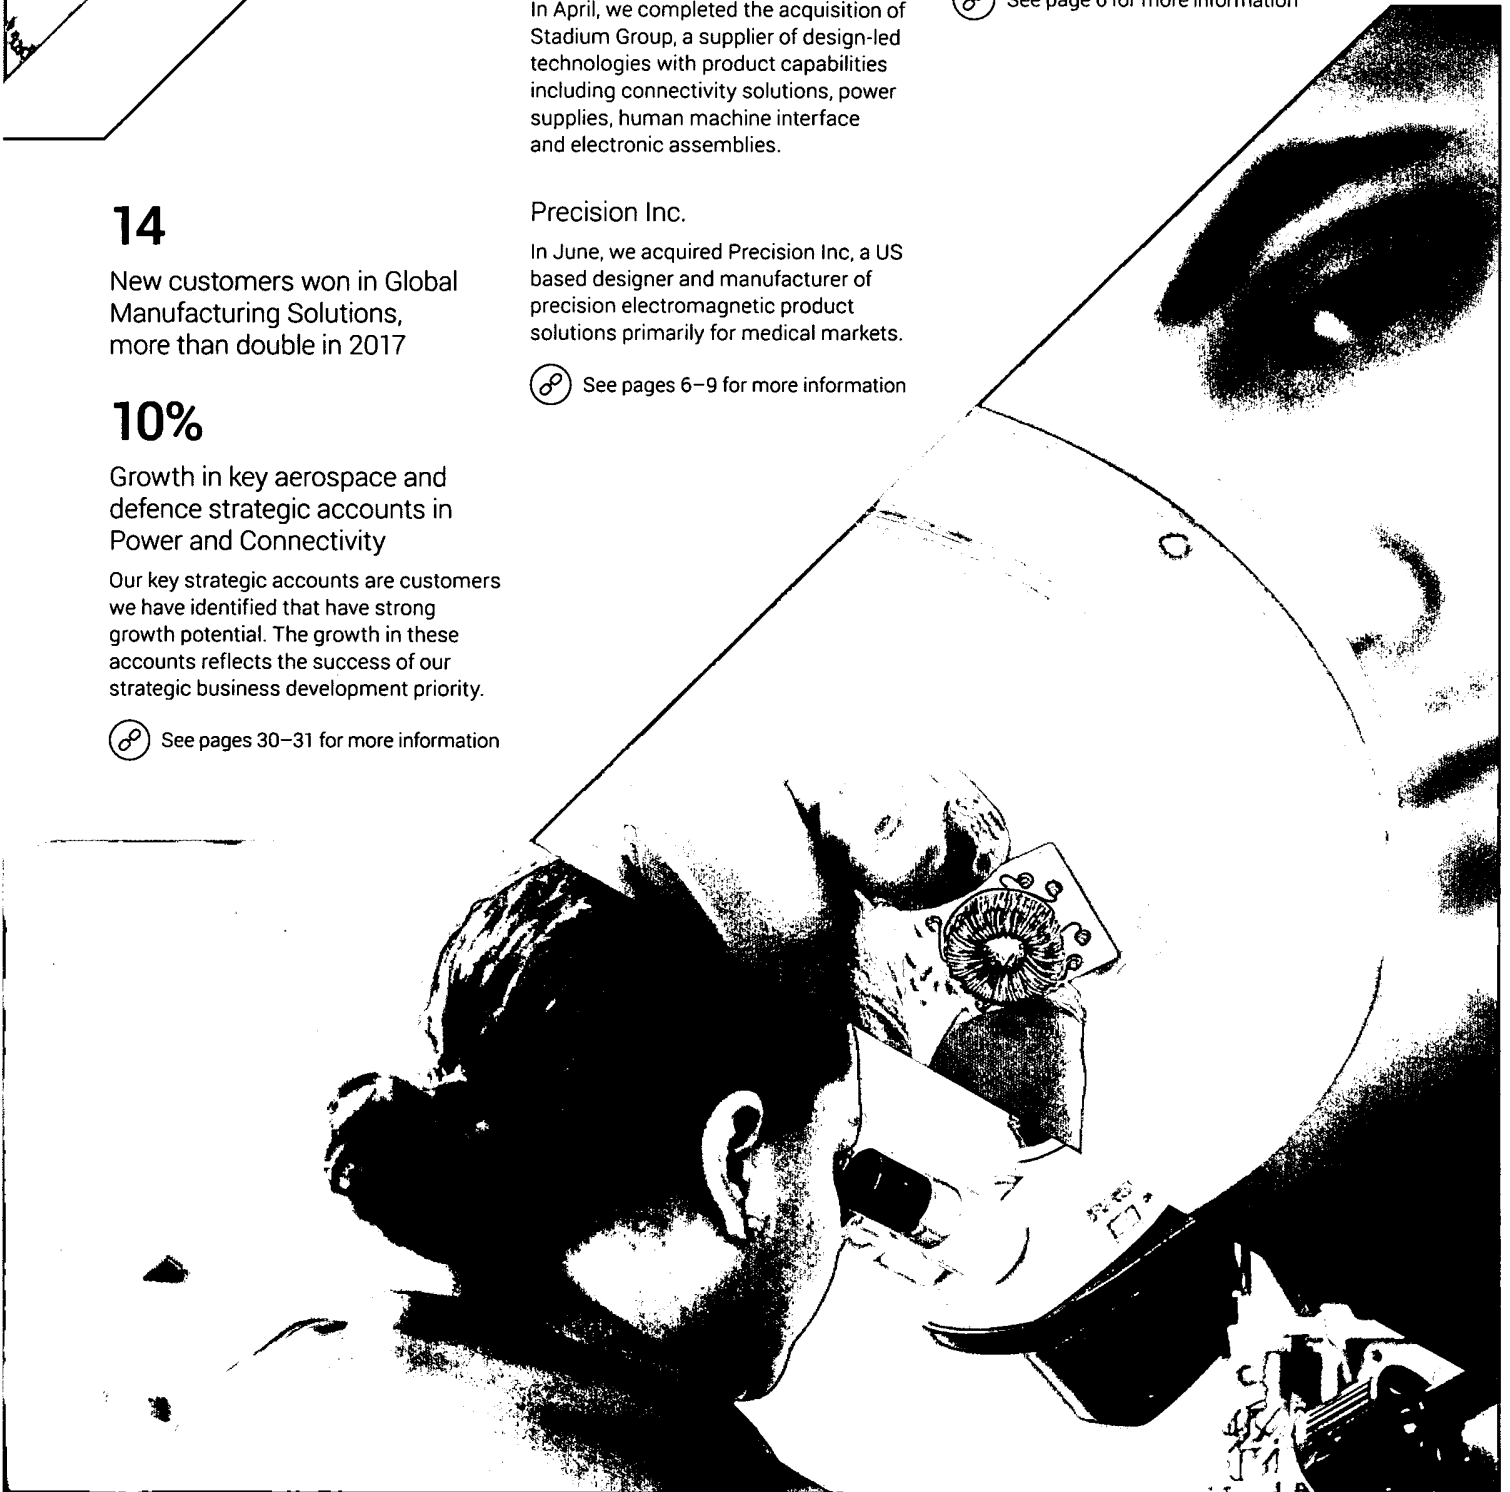 14
New customers won in Global
Manufacturing Solutions,
more than double in 2017
10%
Growth in key aerospace and
defence strategic accounts in
Power and Connectivity
Our key strategic accounts are customers
we have identified that have strong
growth potential. The growth in these
accounts reflects the success of our
strategic business development priority.
See pages 30–31 for more information
In April, we completed the acquisition of
Stadium Group, a supplier of design-led
technologies with product capabilities
including connectivity solutions, power
supplies, human machine interface
and electronic assemblies.
Precision Inc.
In June, we acquired Precision Inc, a US
based designer and manufacturer of
precision electromagnetic product
solutions primarily for medical markets.
See pages 6–9 for more information
See page 6 for more information